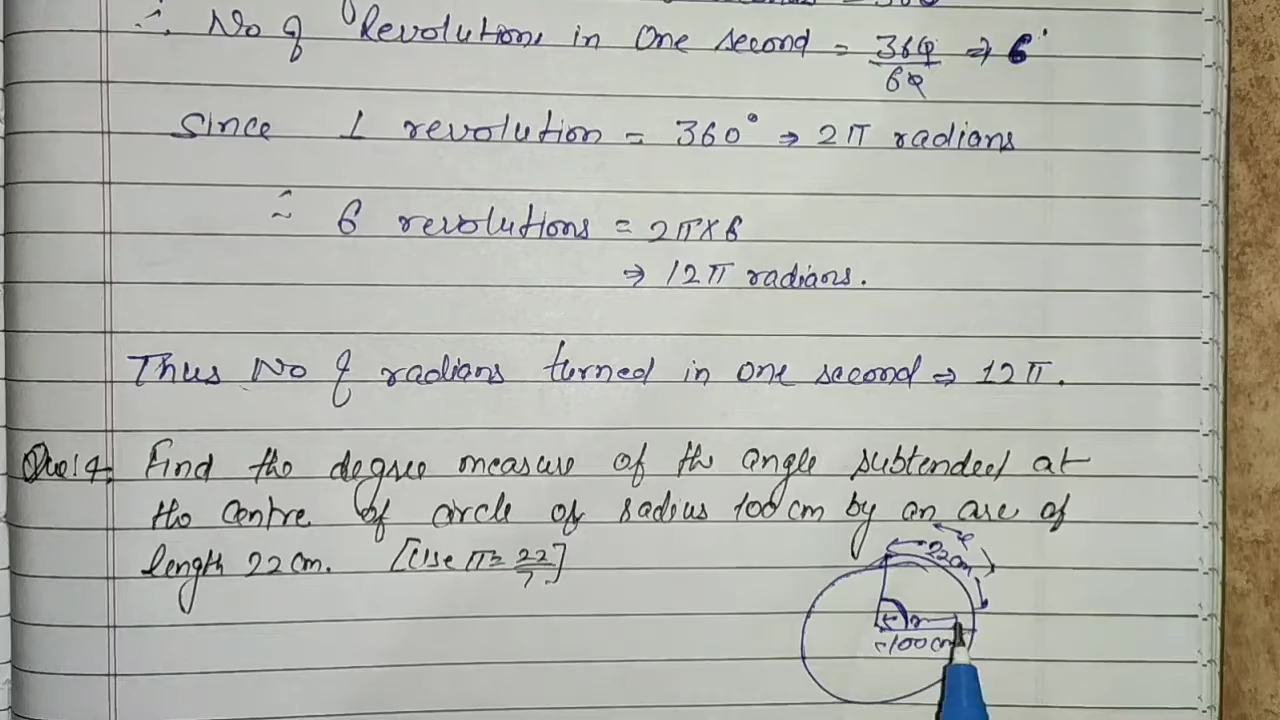 ∴ No of Revolutions in one second = 360/60 ⇒ 6
Since 1 revolution = 360° ⇒ 2π radians
∴ 6 revolutions = 2π×6
⇒ 12π radians.
Thus No of radians turned in one second ⇒ 12π.
Que:4. Find the degree measure of the angle subtended at
the centre of circle of radius 100 cm by an arc of
length 22 cm. [Use π = 22/7]
l
22cm
r
100cm